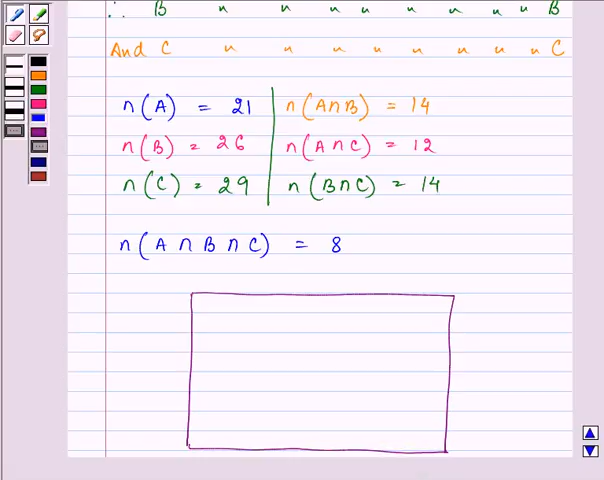 ∴ B " " " " " " " " B
And C " " " " " " " " C
n(A) = 21 n(A∩B) = 14
n(B) = 26 n(A∩C) = 12
n(C) = 29 n(B∩C) = 14
n(A∩B∩C) = 8